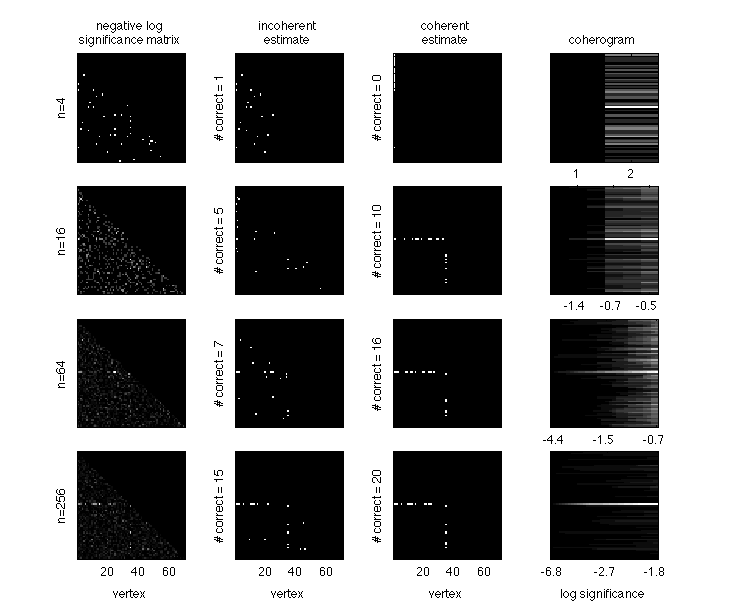 negative log
significance matrix
incoherent
estimate
coherent
estimate
coherogram
n=4
# correct = 1
# correct = 0
1 2
n=16
# correct = 5
# correct = 10
-1.4 -0.7 -0.5
n=64
# correct = 7
# correct = 16
-4.4 -1.5 -0.7
n=256
# correct = 15
# correct = 20
20 40 60
20 40 60
20 40 60
-6.8 -2.7 -1.8
vertex
vertex
vertex
log significance